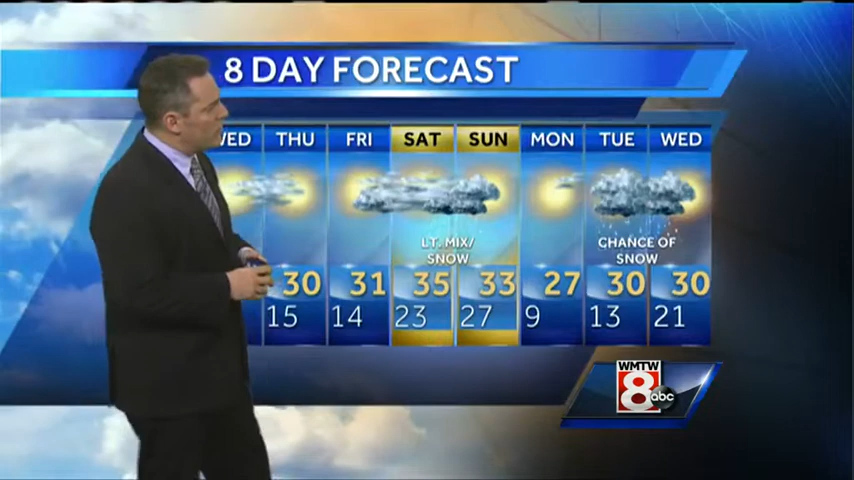 8 DAY FORECAST
WED THU FRI SAT SUN MON TUE WED
LT. MIX/
SNOW
CHANCE OF
SNOW
30 31 35 33 27 30 30
15 14 23 27 9 13 21
WMTW
8
abc